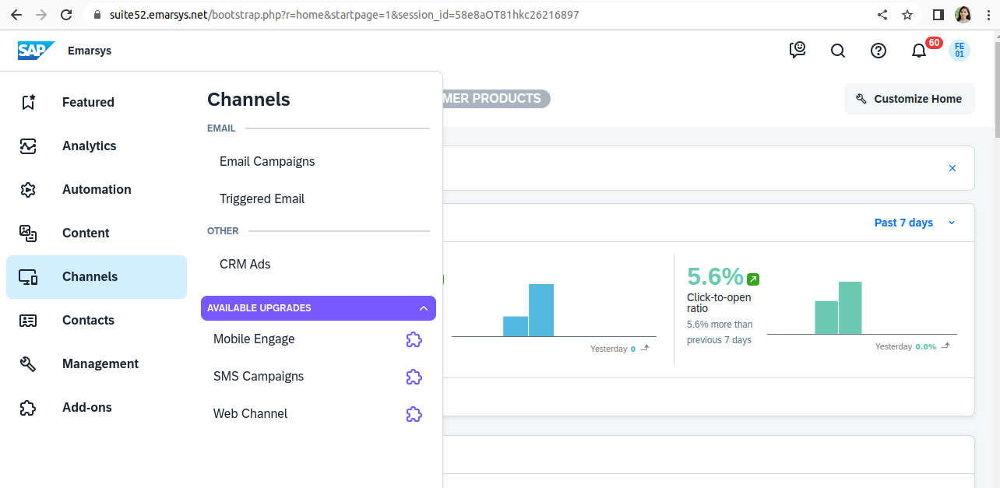 suite52.emarsys.net/bootstrap.php?r=home&startpage=1&session_id=58e8aOT81hkc26216897
SAP Emarsys
60
FE
01
Featured
Analytics
Automation
Content
Channels
Contacts
Management
Add-ons
Channels
EMAIL
Email Campaigns
Triggered Email
OTHER
CRM Ads
AVAILABLE UPGRADES
Mobile Engage
SMS Campaigns
Web Channel
MER PRODUCTS
Customize Home
Past 7 days
Yesterday 0
5.6%
Click-to-open
ratio
5.6% more than
previous 7 days
Yesterday 0.0%